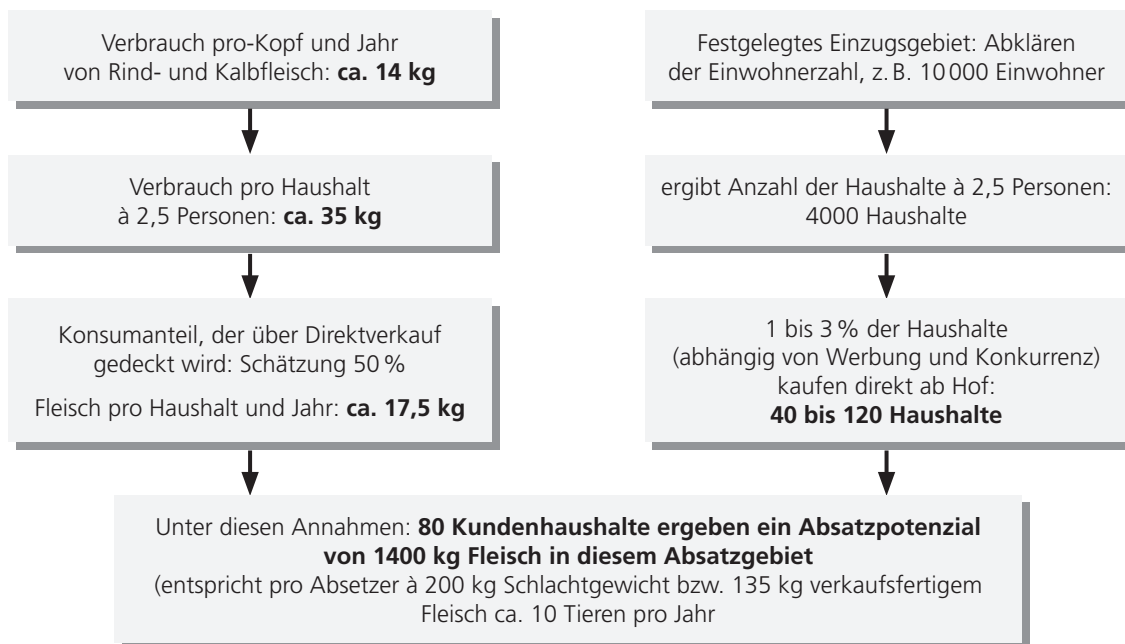 Verbrauch pro-Kopf und Jahr
von Rind- und Kalbfleisch: ca. 14 kg
Verbrauch pro Haushalt
à 2,5 Personen: ca. 35 kg
Konsumanteil, der über Direktverkauf
gedeckt wird: Schätzung 50 %
Fleisch pro Haushalt und Jahr: ca. 17,5 kg
Festgelegtes Einzugsgebiet: Abklären
der Einwohnerzahl, z. B. 10 000 Einwohner
ergibt Anzahl der Haushalte à 2,5 Personen:
4000 Haushalte
1 bis 3 % der Haushalte
(abhängig von Werbung und Konkurrenz)
kaufen direkt ab Hof:
40 bis 120 Haushalte
Unter diesen Annahmen: 80 Kundenhaushalte ergeben ein Absatzpotenzial
von 1400 kg Fleisch in diesem Absatzgebiet
(entspricht pro Absetzer à 200 kg Schlachtgewicht bzw. 135 kg verkaufsfertigem
Fleisch ca. 10 Tieren pro Jahr